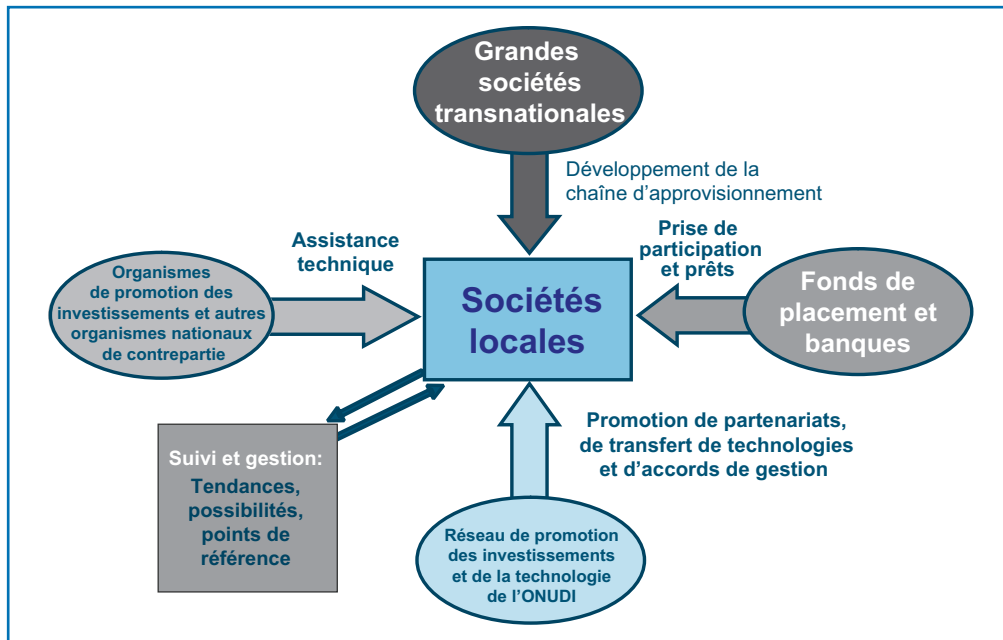 Grandes
sociétés
transnationales
Développement de la
chaîne d’approvisionnement
Assistance
technique
Prise de
participation
et prêts
Organismes
de promotion des
investissements et autres
organismes nationaux
de contrepartie
Sociétés
locales
Fonds de
placement et
banques
Suivi et gestion:
Tendances,
possibilités,
points de
référence
Promotion de partenariats,
de transfert de technologies
et d’accords de gestion
Réseau de promotion
des investissements
et de la technologie
de l’ONUDI